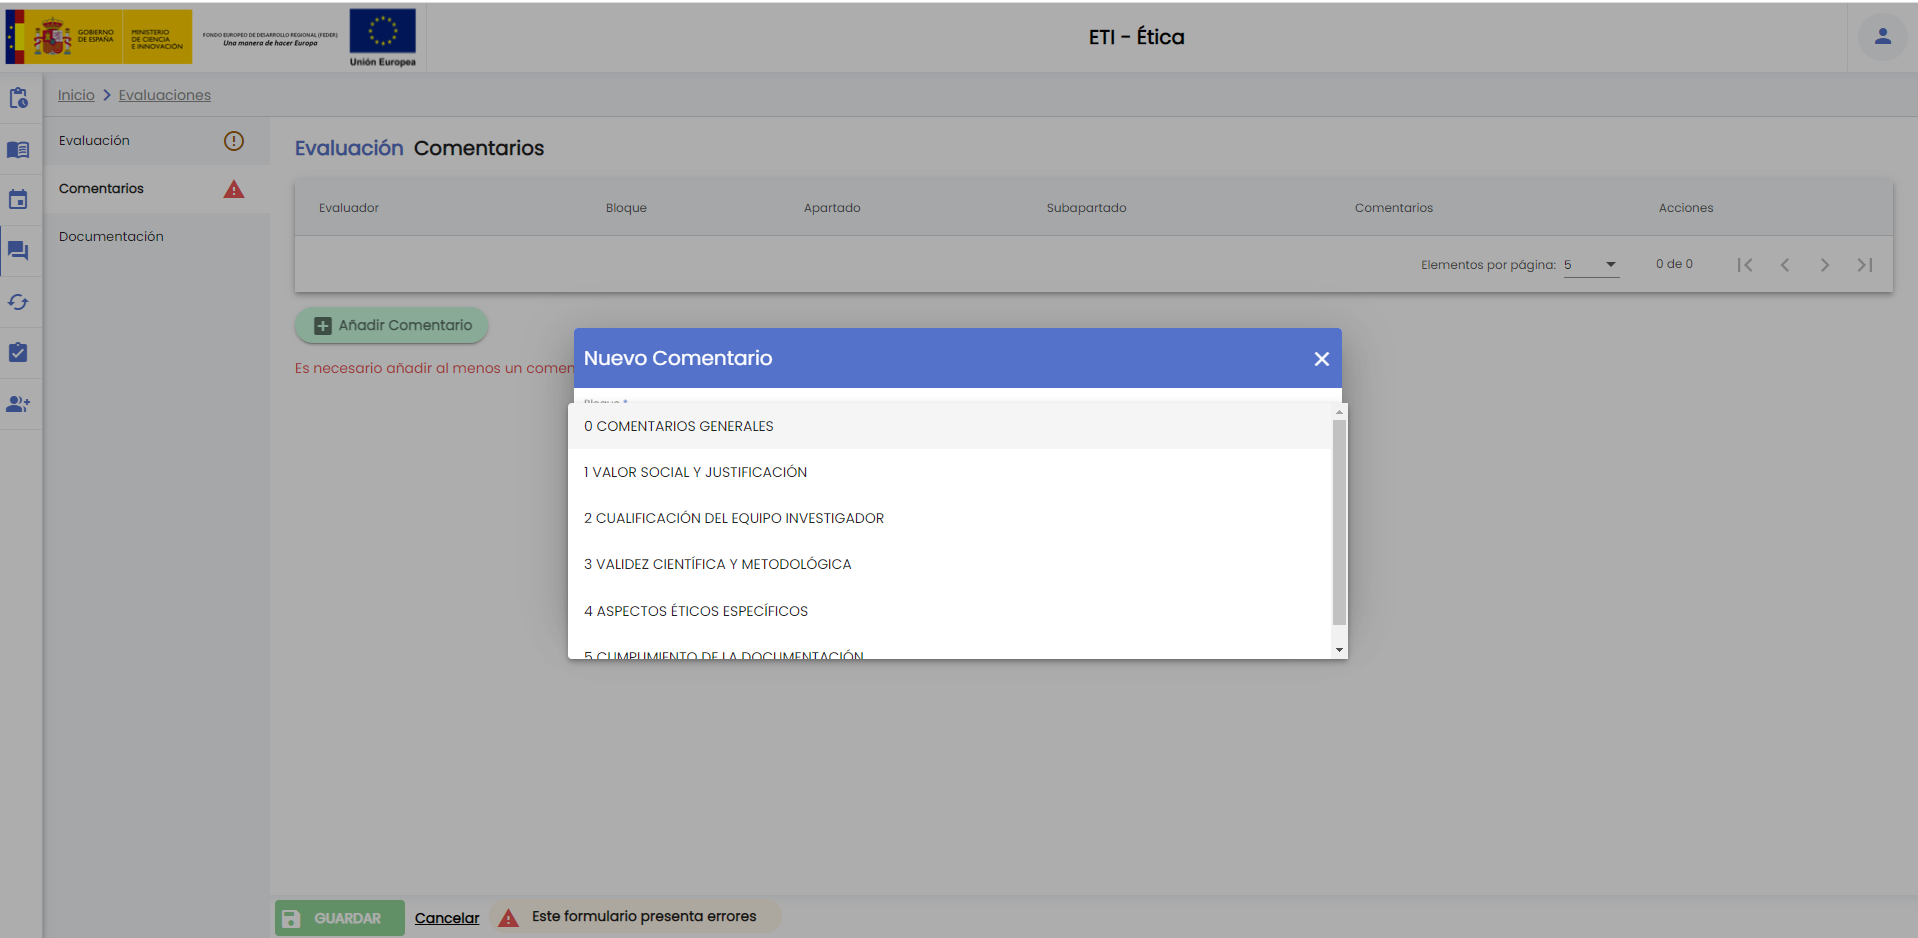 GOBIERNO
DE ESPAÑA
MINISTERIO
DE CIENCIA
E INNOVACIÓN
FONDO EUROPEO DE DESARROLLO REGIONAL (FEDER)
Una manera de hacer Europa
Unión Europea
ETI - Ética
Inicio > Evaluaciones
Evaluación
Comentarios
Documentación
Evaluación Comentarios
Evaluador Bloque Apartado Subapartado Comentarios Acciones
Elementos por página: 5 0 de 0
Añadir Comentario
Es necesario añadir al menos un comen
Nuevo Comentario
Bloque *
0 COMENTARIOS GENERALES
1 VALOR SOCIAL Y JUSTIFICACIÓN
2 CUALIFICACIÓN DEL EQUIPO INVESTIGADOR
3 VALIDEZ CIENTÍFICA Y METODOLÓGICA
4 ASPECTOS ÉTICOS ESPECÍFICOS
5 CUMPLIMIENTO DE LA DOCUMENTACIÓN
GUARDAR Cancelar Este formulario presenta errores